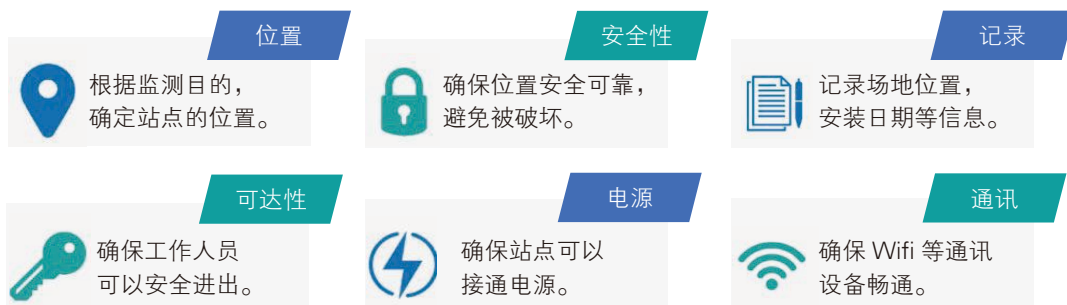 位置
根据监测目的，
确定站点的位置。
安全性
确保位置安全可靠，
避免被破坏。
记录
记录场地位置，
安装日期等信息。
可达性
确保工作人员
可以安全进出。
电源
确保站点可以
接通电源。
通讯
确保 Wifi 等通讯
设备畅通。